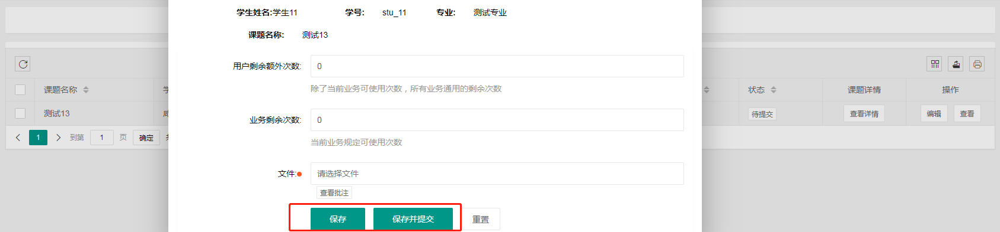 学生姓名:学生11 学号: stu_11 专业: 测试专业
课题名称: 测试13
用户剩余额外次数: 0
除了当前业务可使用次数，所有业务通用的剩余次数
课题名称 状态 课题详情 操作
业务剩余次数: 0
测试13 待提交 查看详情 编辑 查看
1 到第 1 页 确定
当前业务规定可使用次数
文件: 请选择文件
查看批注
保存 保存并提交 重置